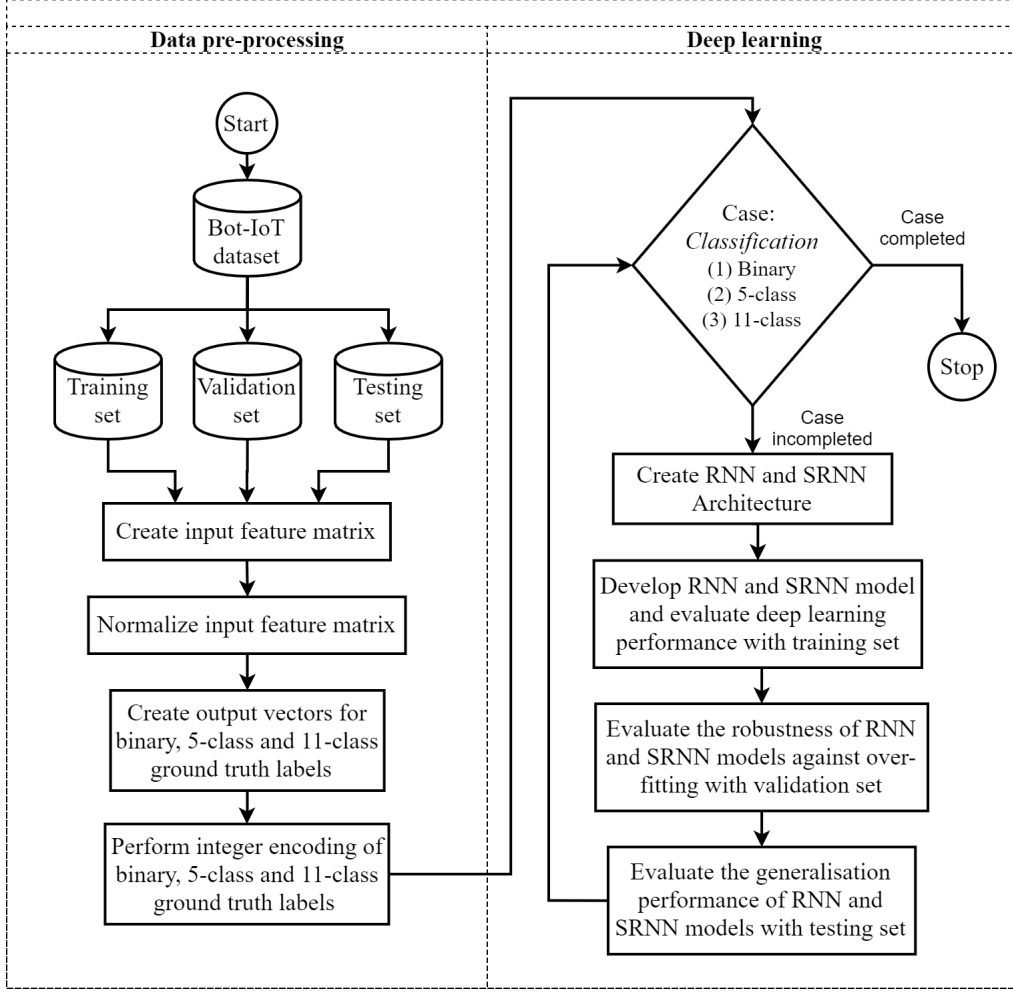 Data pre-processing
Start
Bot-IoT
dataset
Training
set
Validation
set
Testing
set
Create input feature matrix
Normalize input feature matrix
Create output vectors for
binary, 5-class and 11-class
ground truth labels
Perform integer encoding of
binary, 5-class and 11-class
ground truth labels
Deep learning
Case:
Classification
(1) Binary
(2) 5-class
(3) 11-class
Case
completed
Stop
Case
incompleted
Create RNN and SRNN
Architecture
Develop RNN and SRNN model
and evaluate deep learning
performance with training set
Evaluate the robustness of RNN
and SRNN models against over-
fitting with validation set
Evaluate the generalisation
performance of RNN and
SRNN models with testing set